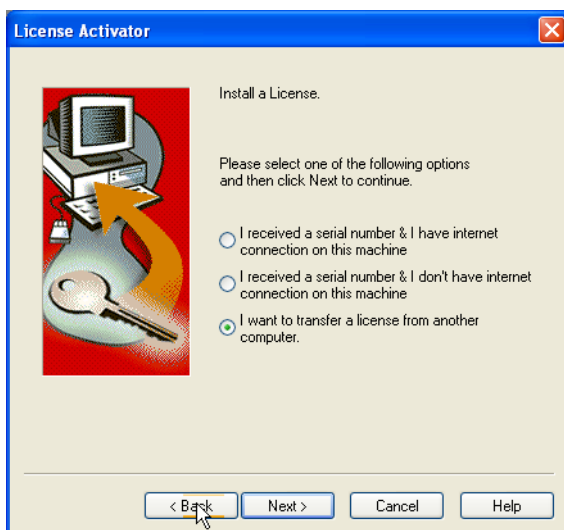 License Activator
Install a License.
Please select one of the following options
and then click Next to continue.
I received a serial number & I have internet
connection on this machine
I received a serial number & I don't have internet
connection on this machine
I want to transfer a license from another
computer.
< Back
Next >
Cancel
Help